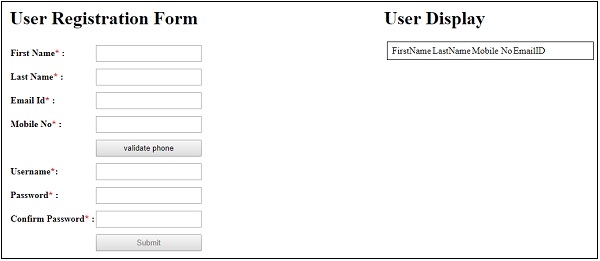 User Registration Form
First Name* :
Last Name* :
Email Id* :
Mobile No* :
validate phone
Username*:
Password* :
Confirm Password* :
Submit
User Display
FirstName LastName Mobile No EmailID